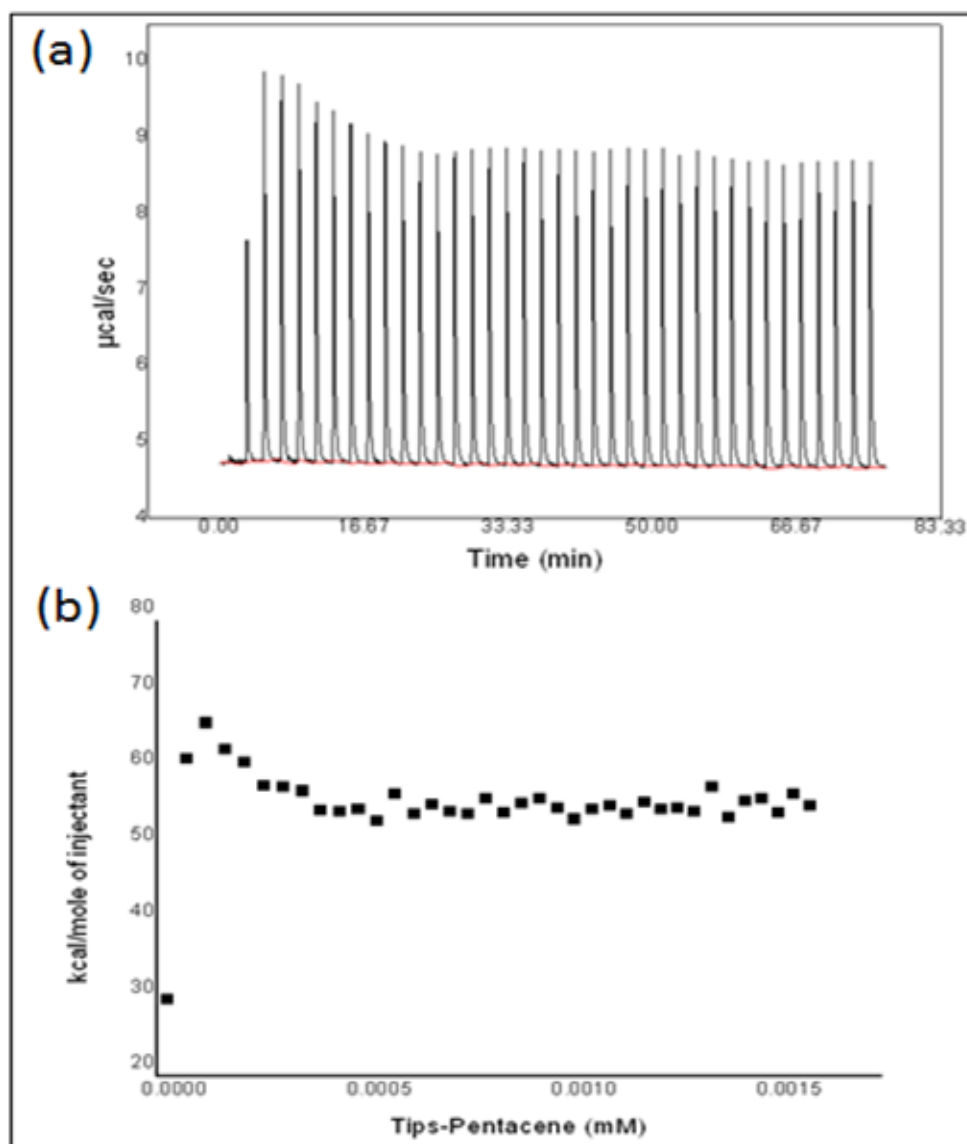 (a)
10
9
8
7
6
5
4
µcal/sec
0.00 16.67 33.33 50.00 66.67 83.33
Time (min)
(b)
80
70
60
50
40
30
20
kcal/mole of injectant
0.0000 0.0005 0.0010 0.0015
Tips-Pentacene (mM)